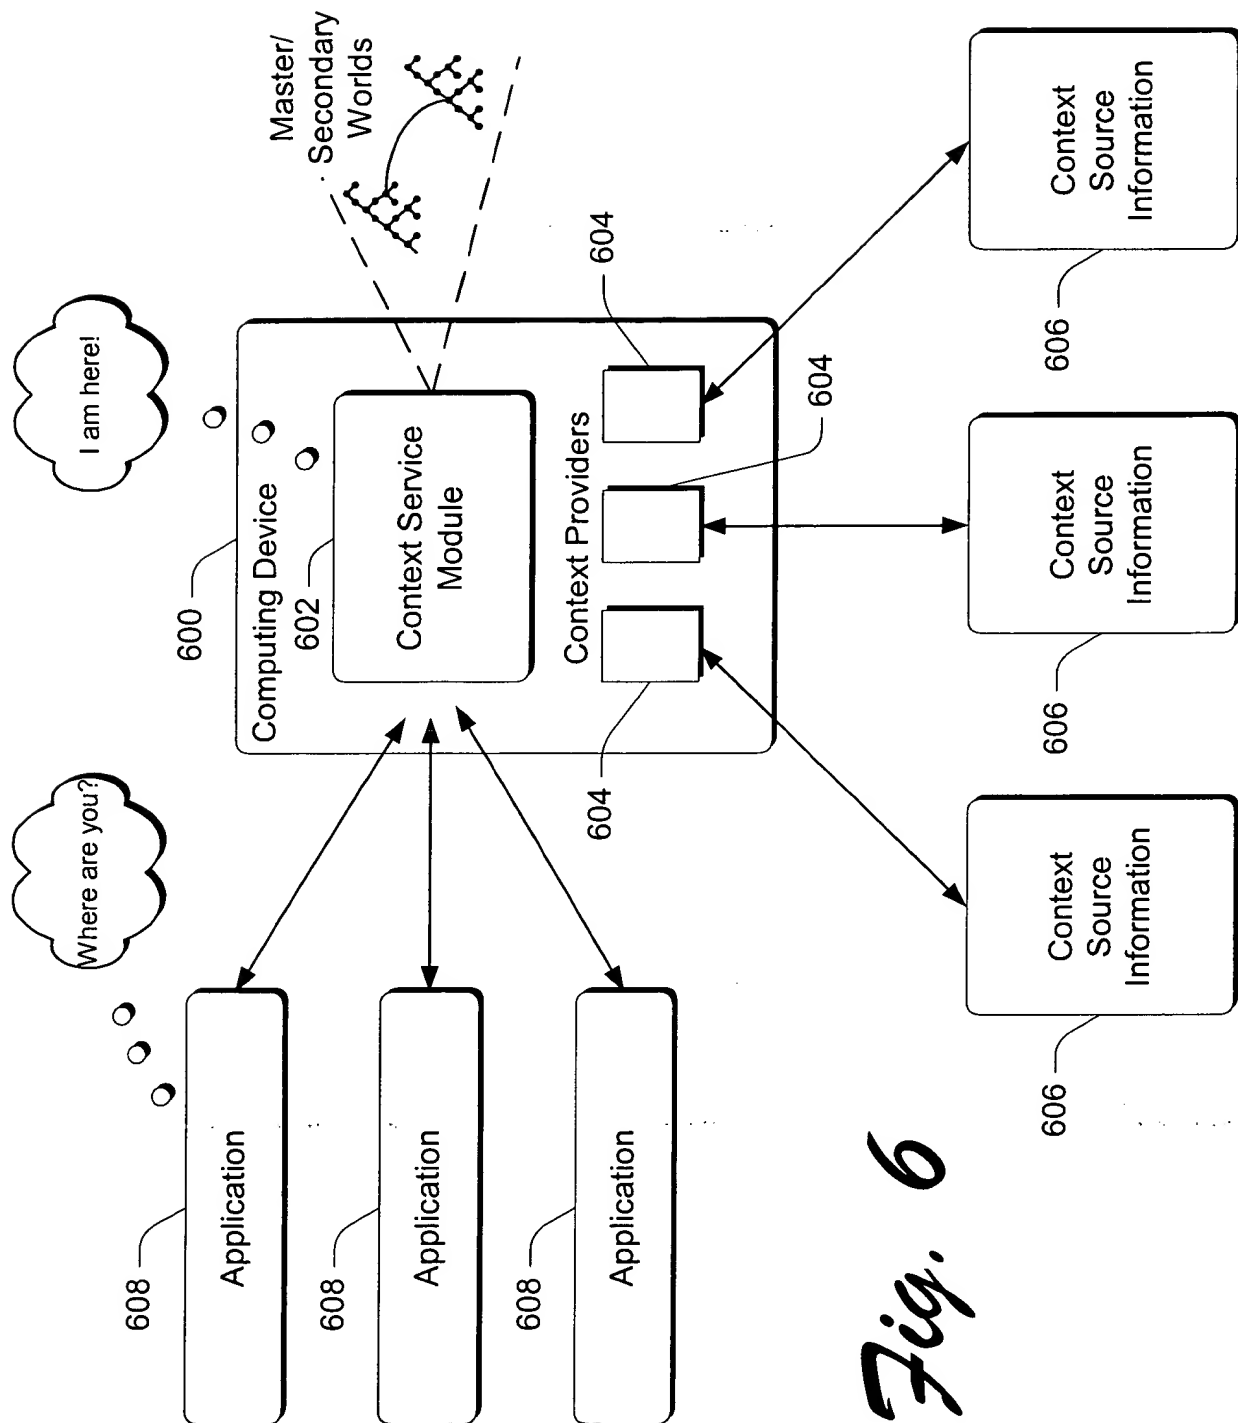 Where are you?
I am here!
Master/
Secondary
Worlds
600
Computing Device
602
Context Service
Module
Context Providers
604
604
604
608
Application
608
Application
608
Application
606
Context
Source
Information
606
Context
Source
Information
606
Context
Source
Information
Fig. 6